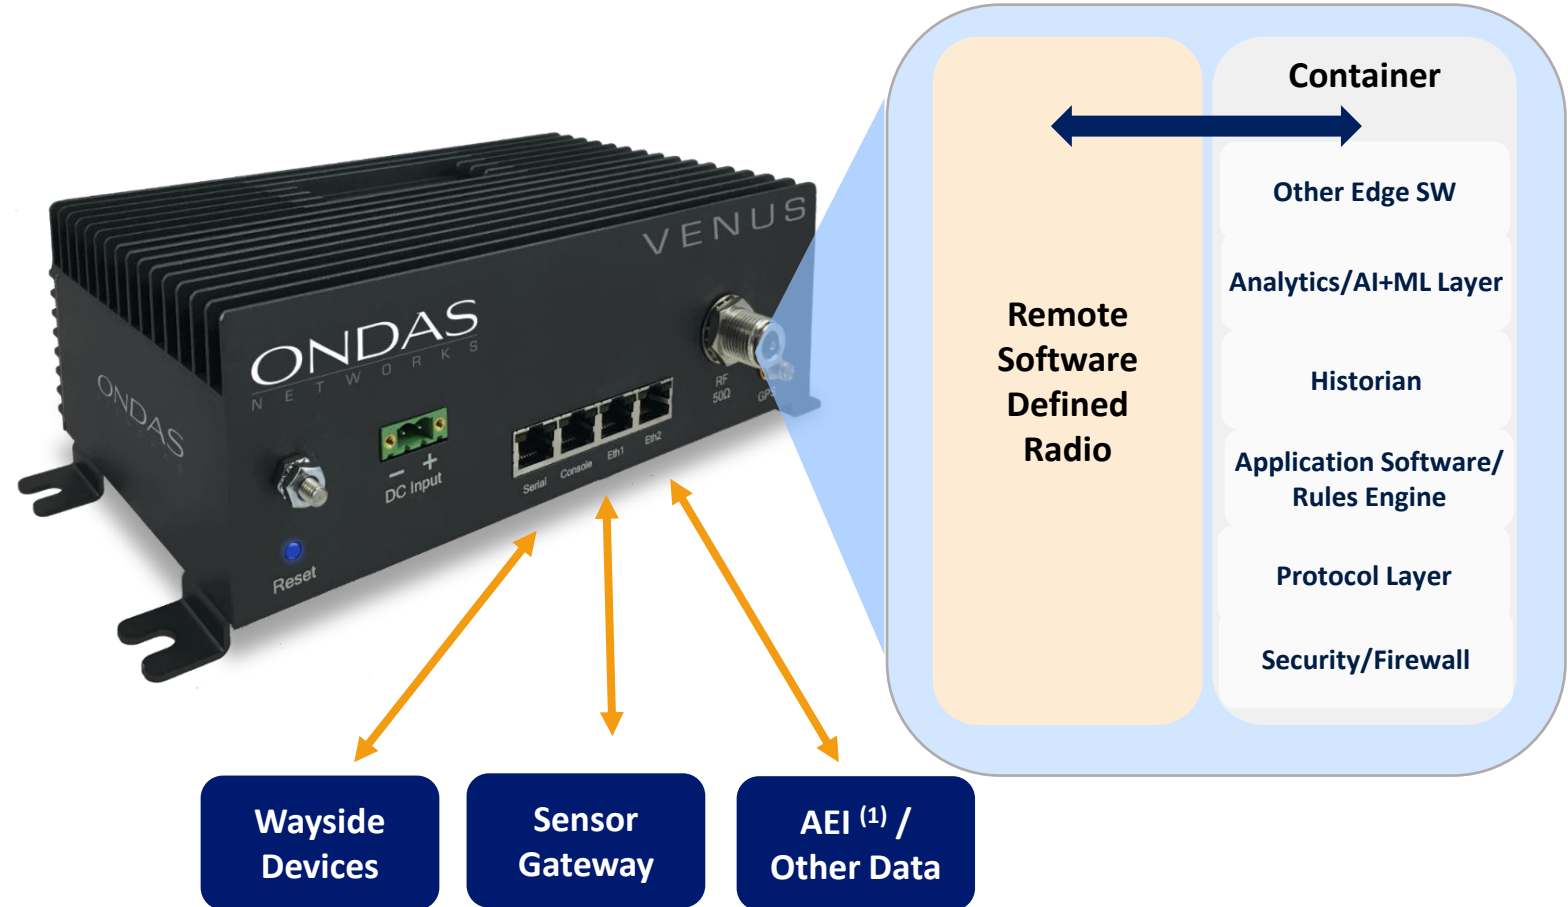 VENUS
ONDAS
NETWORKS
ONDAS
RF
50Ω
GPS
DC Input
Serial
Console
Eth1
Eth2
Reset
Container
Other Edge SW
Analytics/AI+ML Layer
Historian
Application Software/
Rules Engine
Protocol Layer
Security/Firewall
Remote
Software
Defined
Radio
Wayside
Devices
Sensor
Gateway
AEI (1) /
Other Data